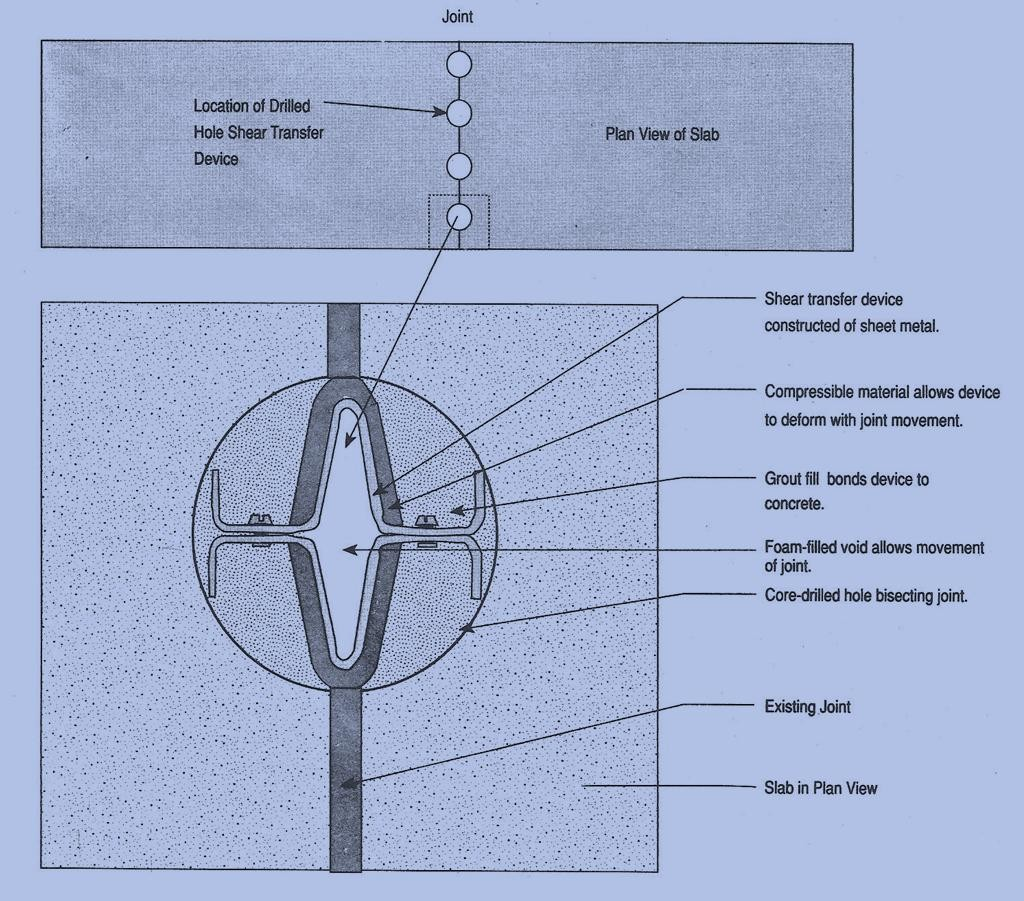 Joint
Location of Drilled
Hole Shear Transfer
Device
Plan View of Slab
Shear transfer device
constructed of sheet metal.
Compressible material allows device
to deform with joint movement.
Grout fill bonds device to
concrete.
Foam-filled void allows movement
of joint.
Core-drilled hole bisecting joint.
Existing Joint
Slab in Plan View